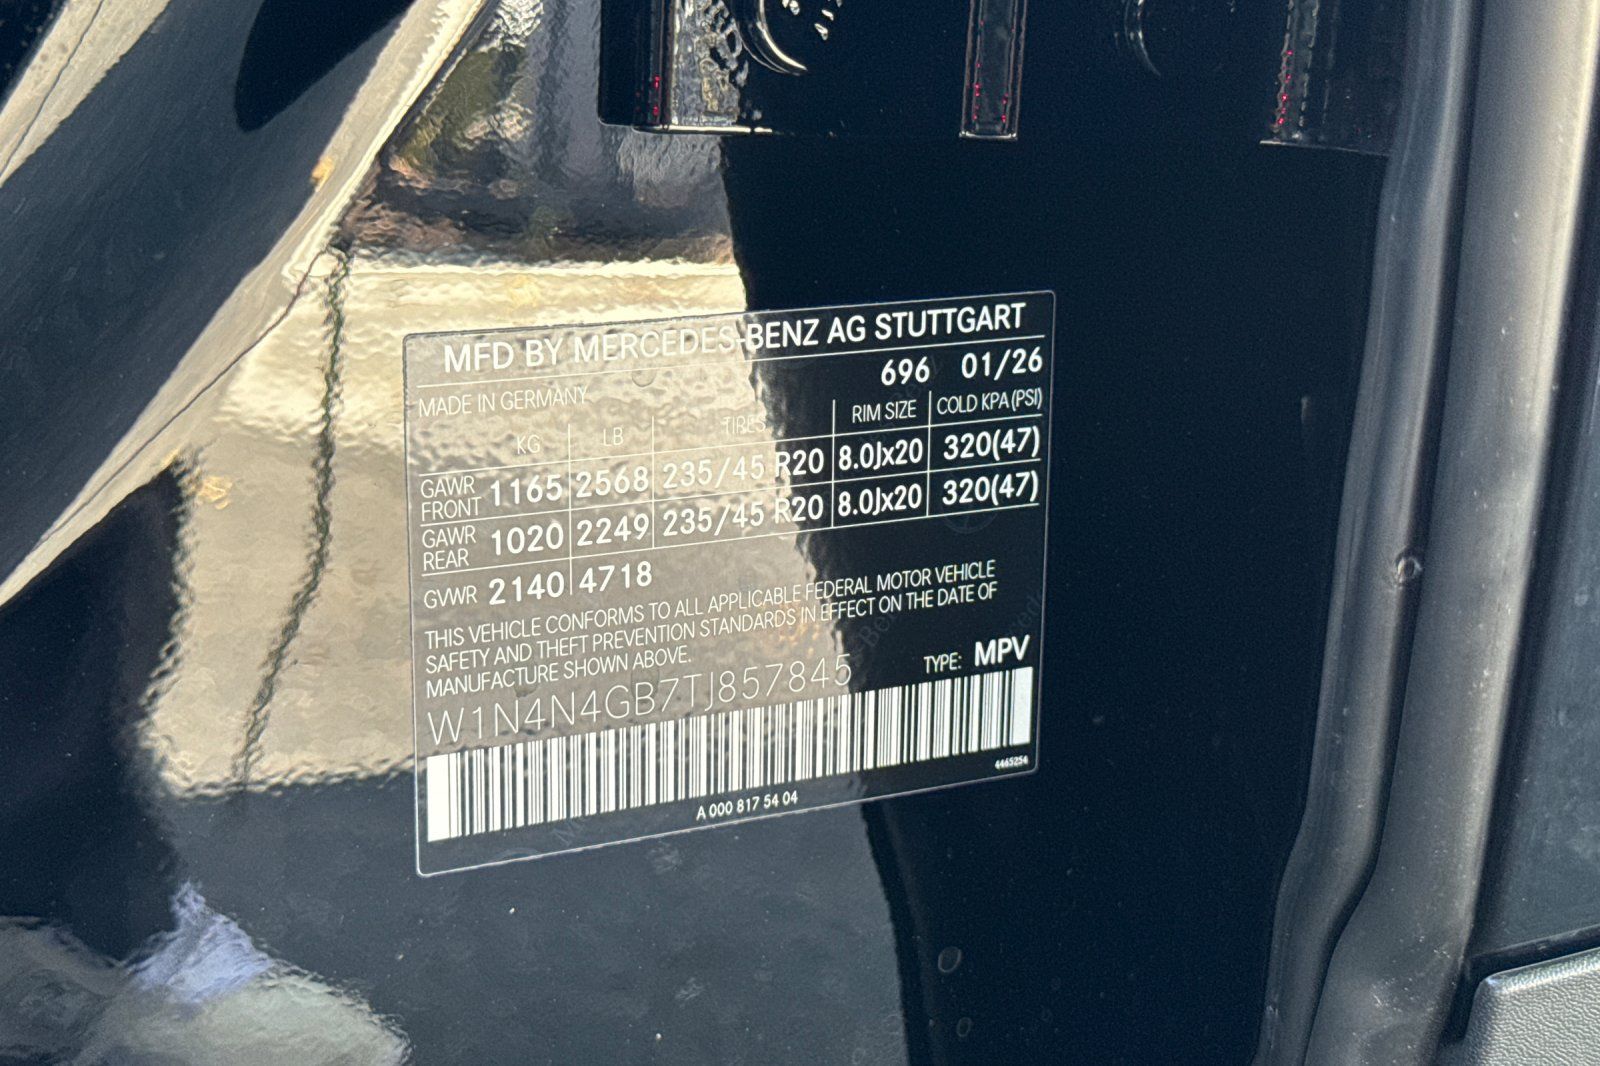 MFD BY MERCEDES-BENZ AG STUTTGART
696 01/26
MADE IN GERMANY
KG LB TIRES RIM SIZE COLD KPA (PSI)
GAWR FRONT 1165 2568 235/45 R20 8.0Jx20 320(47)
GAWR REAR 1020 2249 235/45 R20 8.0Jx20 320(47)
GVWR 2140 4718
THIS VEHICLE CONFORMS TO ALL APPLICABLE FEDERAL MOTOR VEHICLE
SAFETY AND THEFT PREVENTION STANDARDS IN EFFECT ON THE DATE OF
MANUFACTURE SHOWN ABOVE.
TYPE: MPV
W1N4N4GB7TJ857845
4465254
A 000 817 54 04